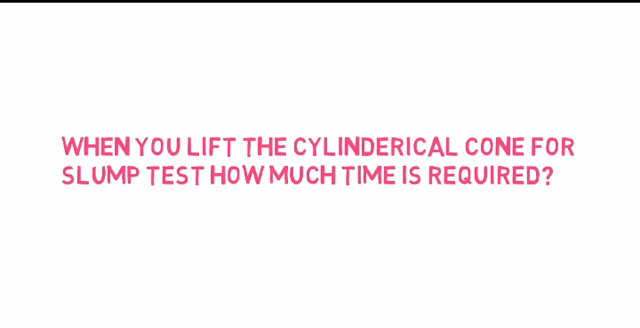 WHEN YOU LIFT THE CYLINDERICAL CONE FOR
SLUMP TEST HOW MUCH TIME IS REQUIRED?